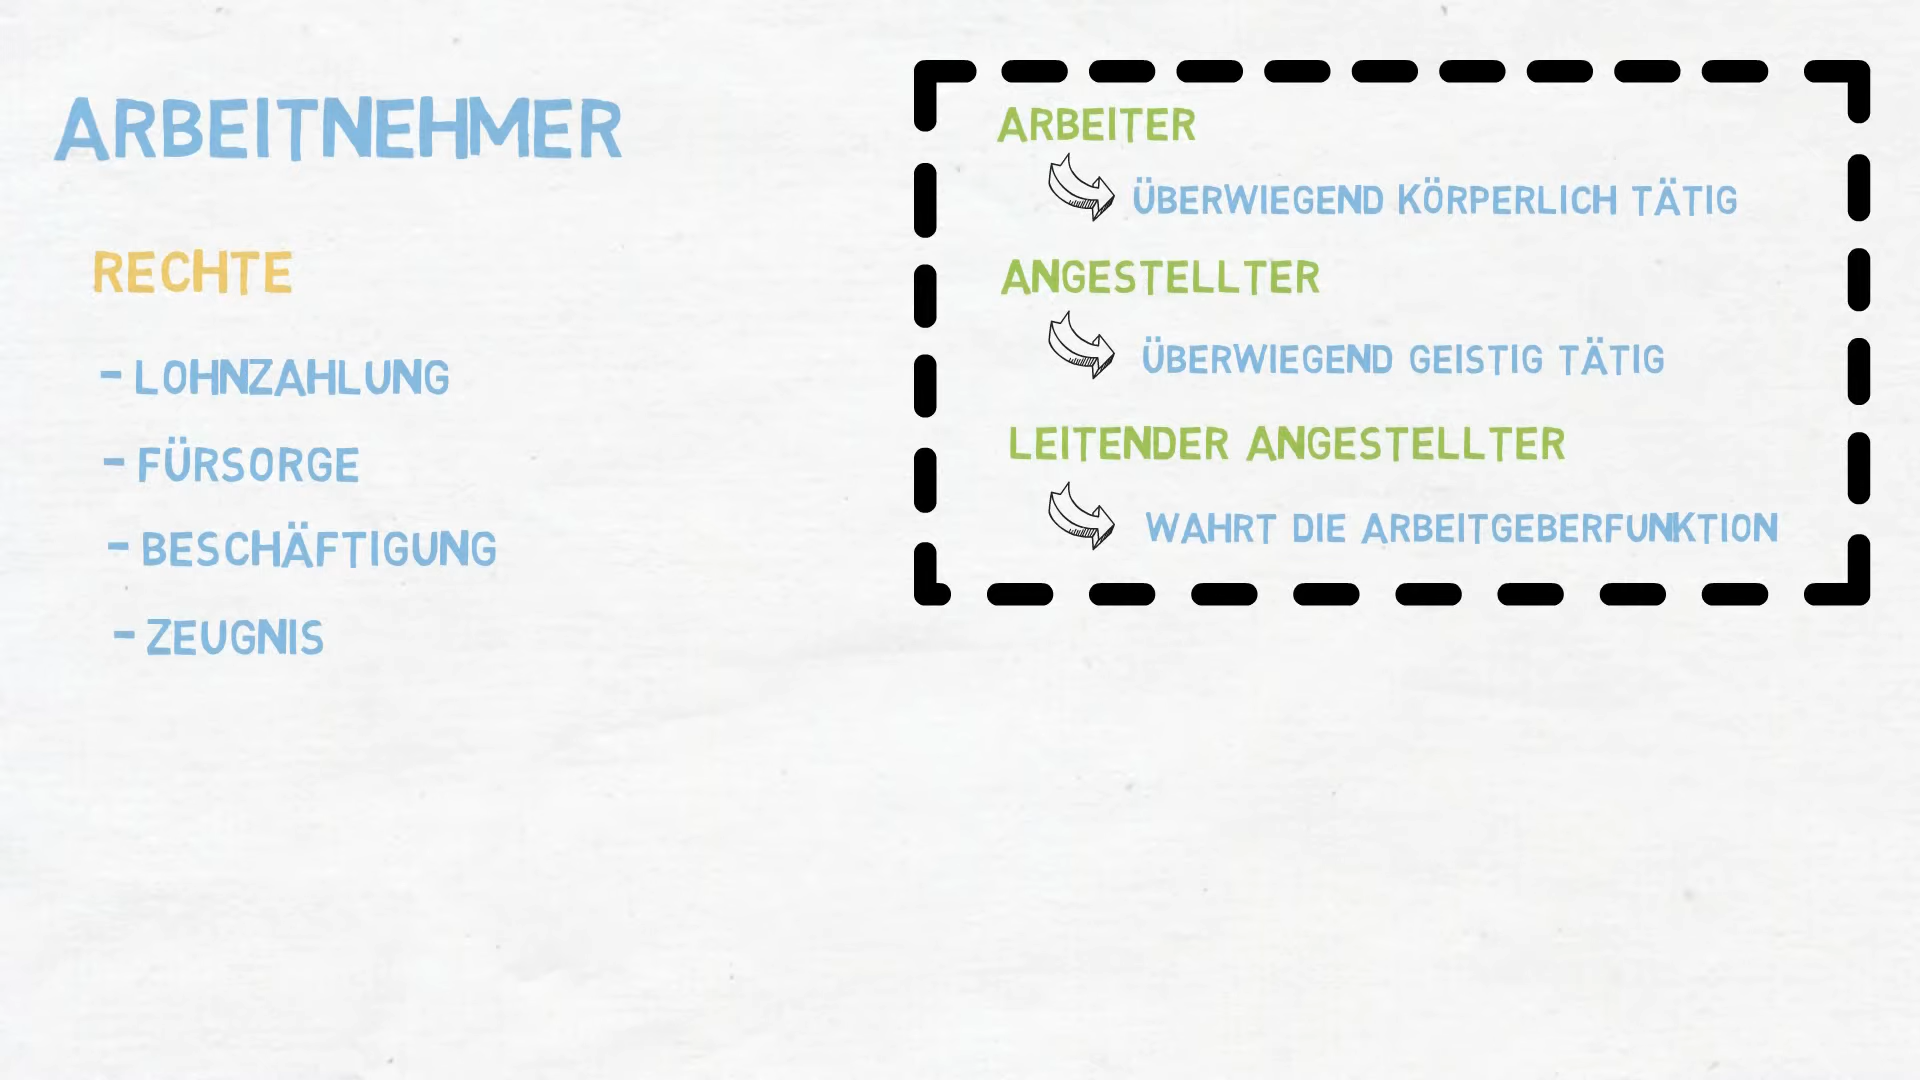 ARBEITNEHMER
RECHTE
- LOHNZAHLUNG
- FÜRSORGE
- BESCHÄFTIGUNG
- ZEUGNIS
ARBEITER
ÜBERWIEGEND KÖRPERLICH TÄTIG
ANGESTELLTER
ÜBERWIEGEND GEISTIG TÄTIG
LEITENDER ANGESTELLTER
WAHRT DIE ARBEITGEBERFUNKTION